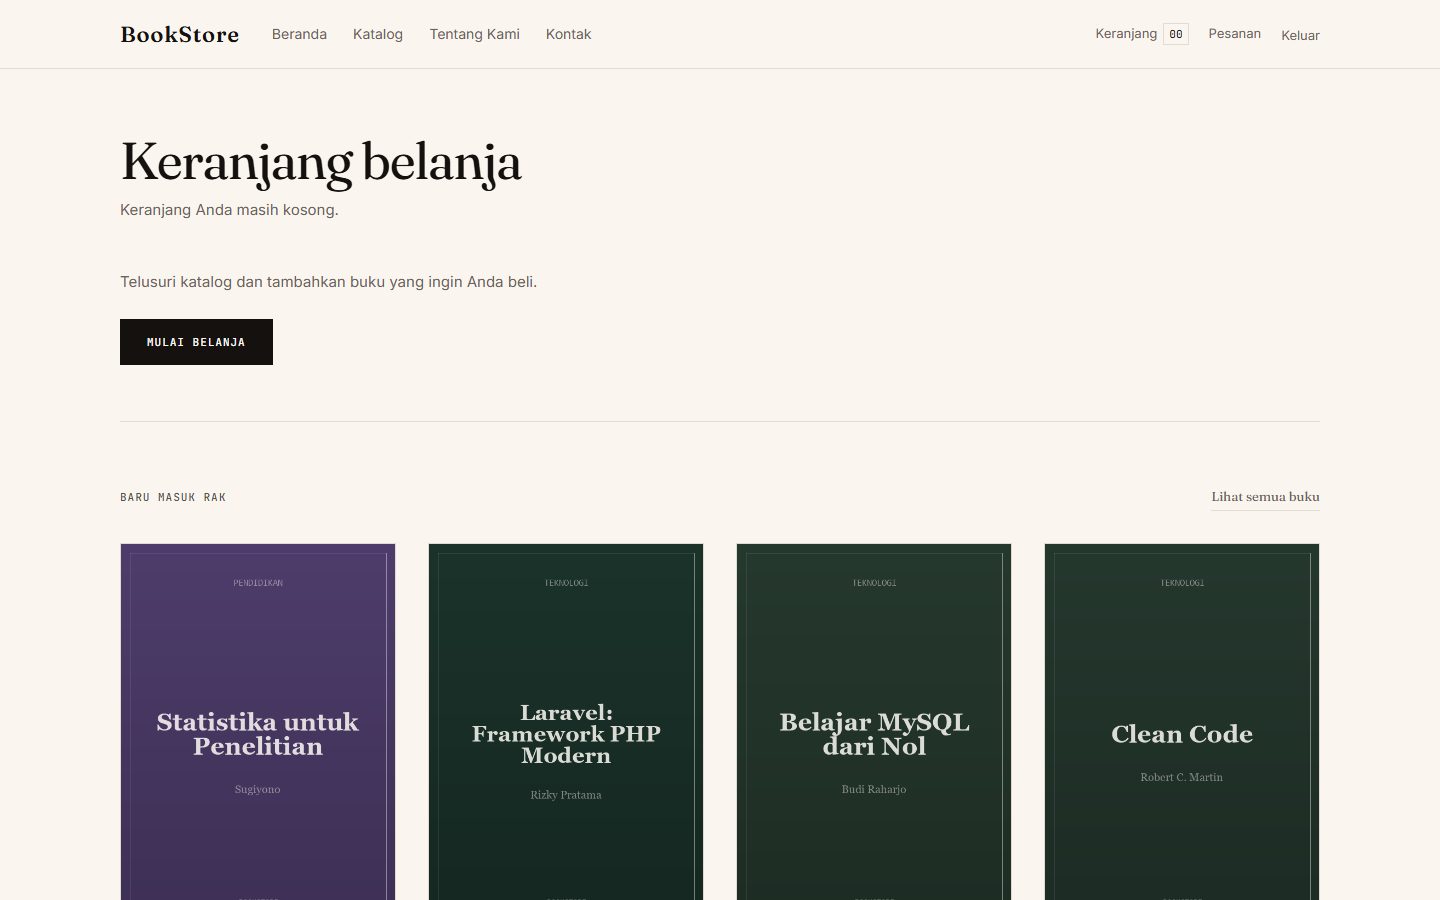 BookStore Beranda Katalog Tentang Kami Kontak Keranjang 00 Pesanan Keluar
Keranjang belanja
Keranjang Anda masih kosong.
Telusuri katalog dan tambahkan buku yang ingin Anda beli.
MULAI BELANJA
BARU MASUK RAK Lihat semua buku
PENDIDIKAN
Statistika untuk
Penelitian
Sugiyono
TEKNOLOGI
Laravel:
Framework PHP
Modern
Rizky Pratama
TEKNOLOGI
Belajar MySQL
dari Nol
Budi Raharjo
TEKNOLOGI
Clean Code
Robert C. Martin